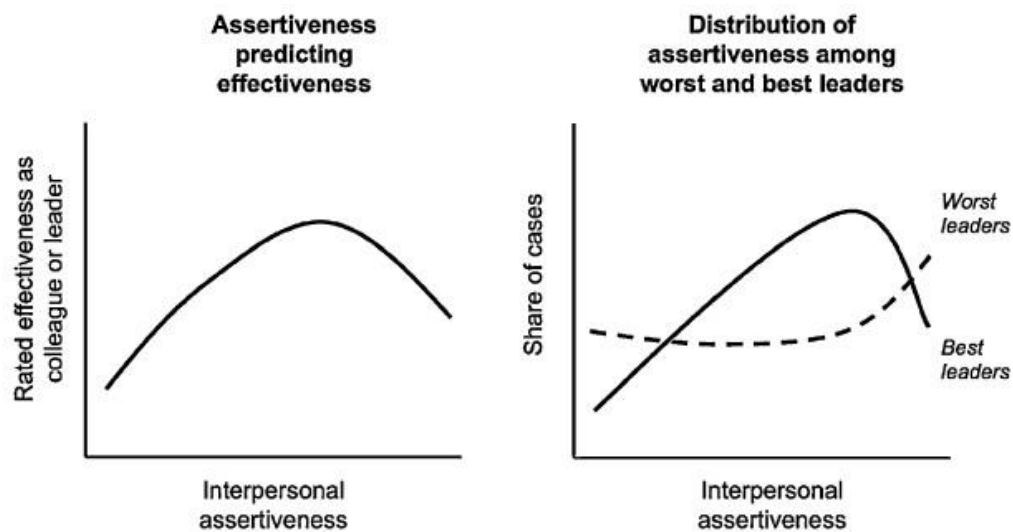 Assertiveness
predicting
effectiveness
Rated effectiveness as
colleague or leader
Interpersonal
assertiveness
Distribution of
assertiveness among
worst and best leaders
Share of cases
Worst
leaders
Best
leaders
Interpersonal
assertiveness